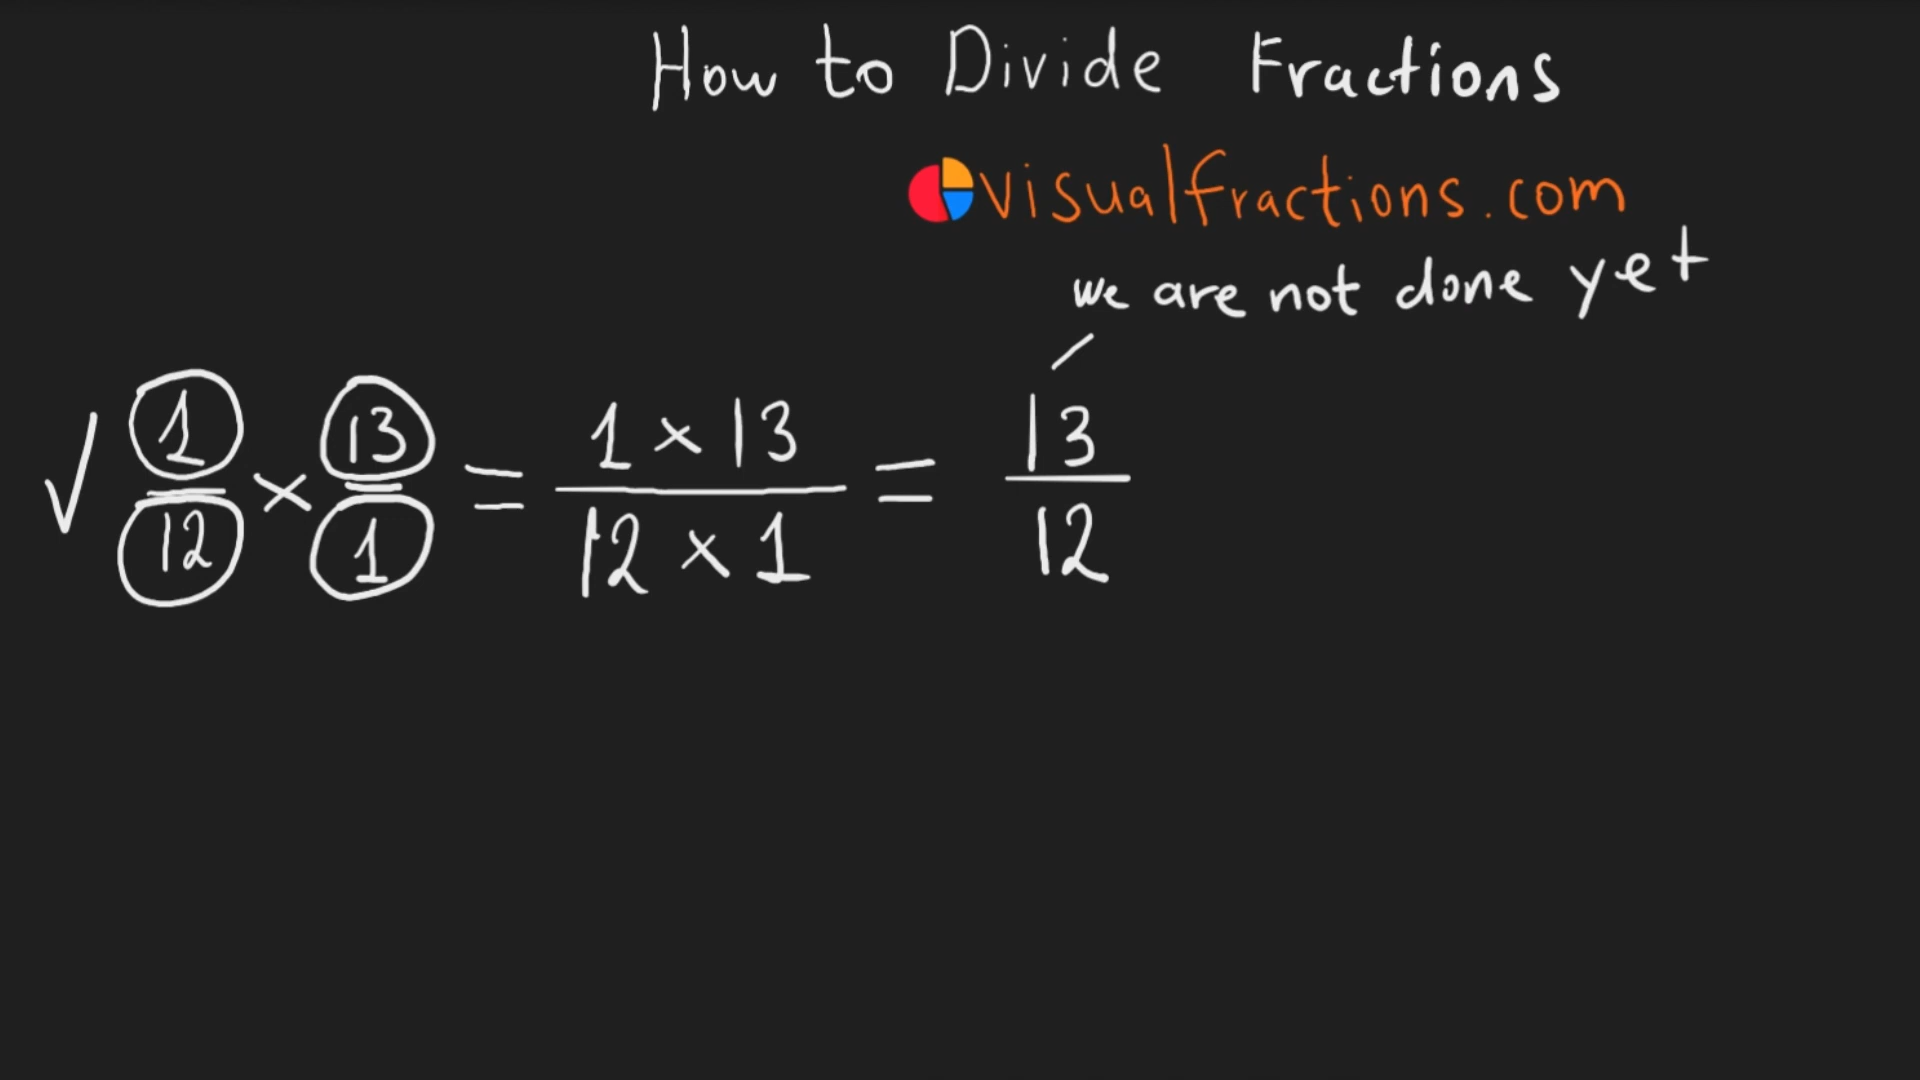 How to Divide Fractions
visualfractions.com
we are not done yet
√ 1/12 × 13/1 = 1 × 13 / 12 × 1 = 13/12